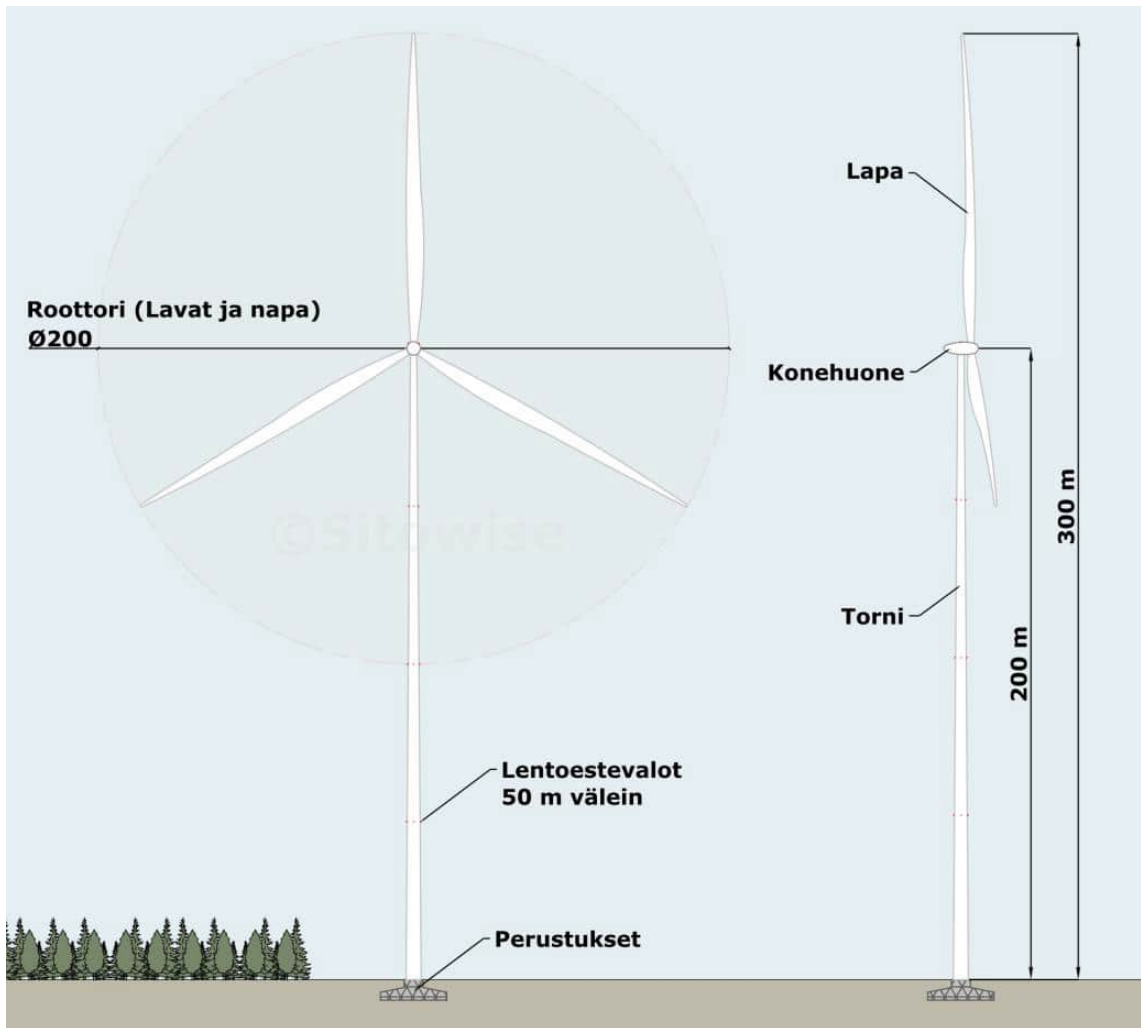 Lapa
Roottori (Lavat ja napa)
Ø200
Konehuone
300 m
©Sitowise
Torni
200 m
Lentoestevalot
50 m välein
Perustukset